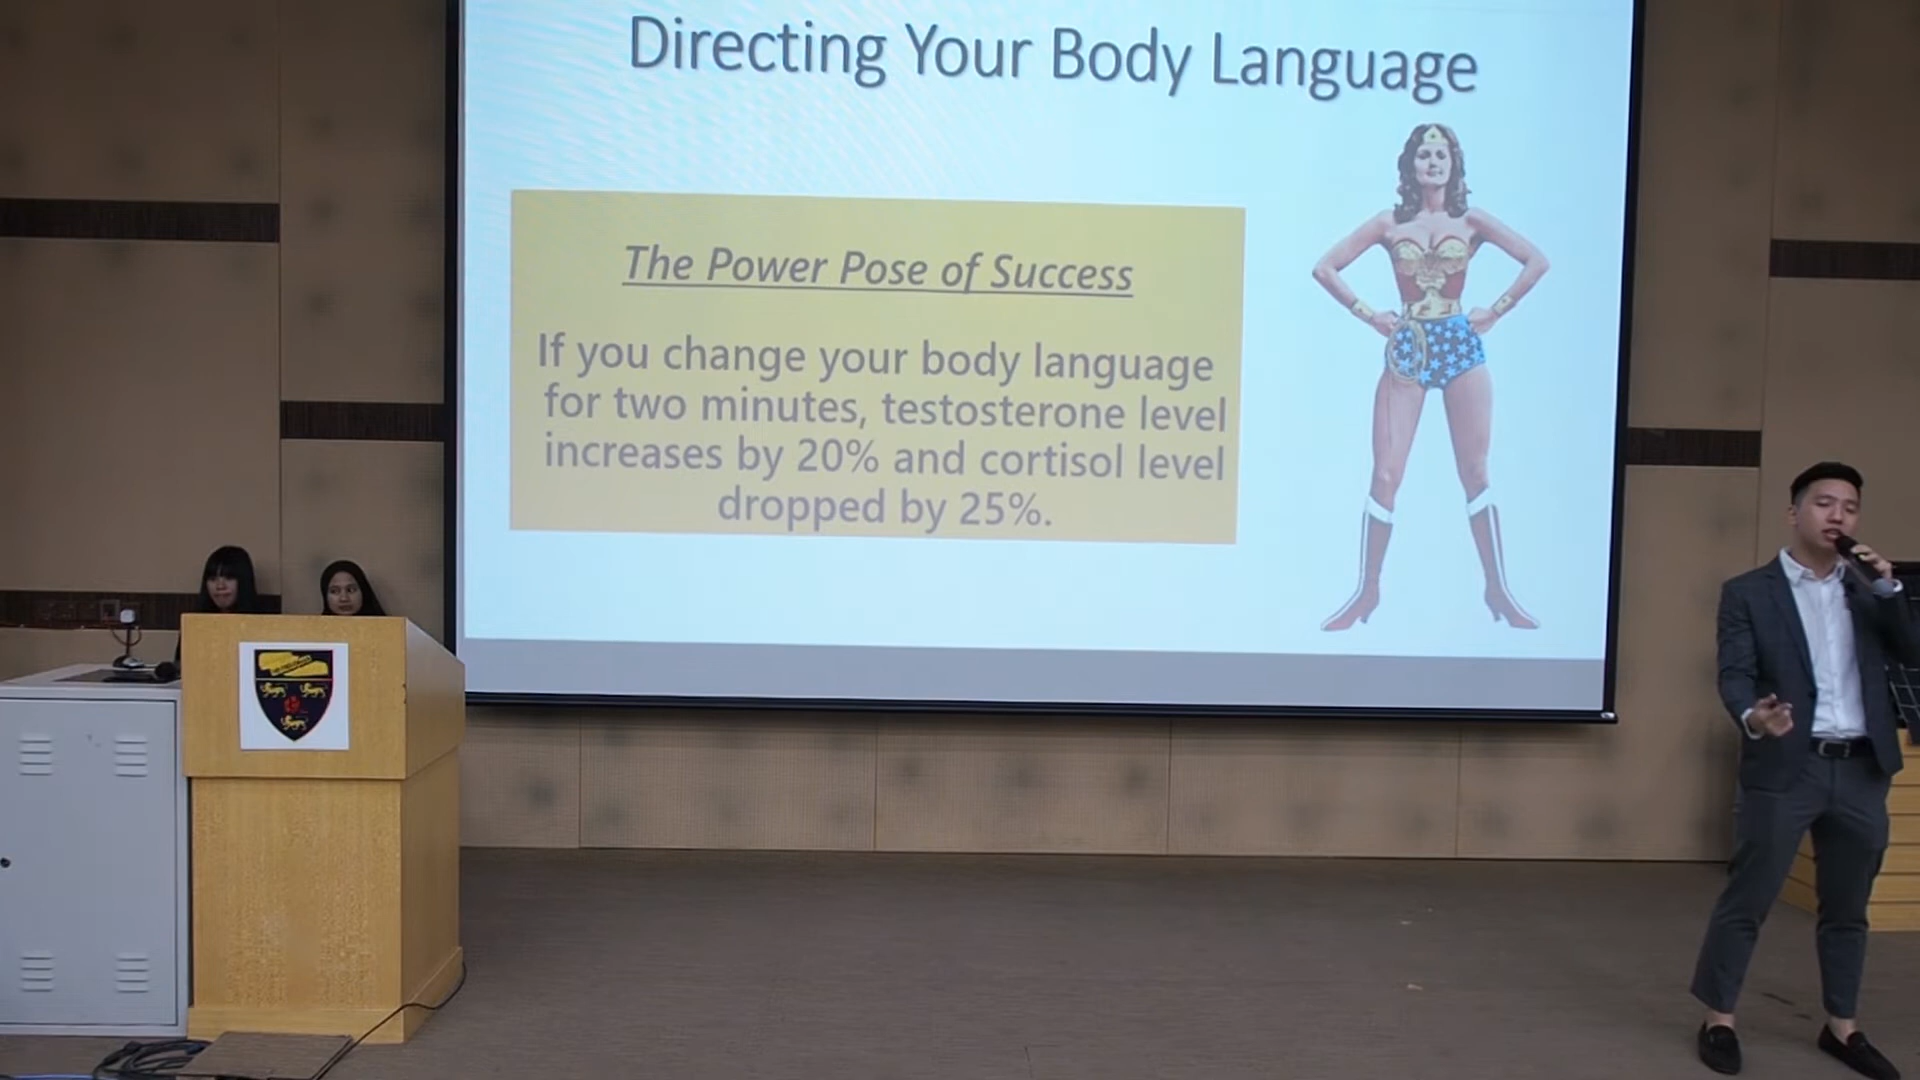 Directing Your Body Language
The Power Pose of Success
If you change your body language
for two minutes, testosterone level
increases by 20% and cortisol level
dropped by 25%.